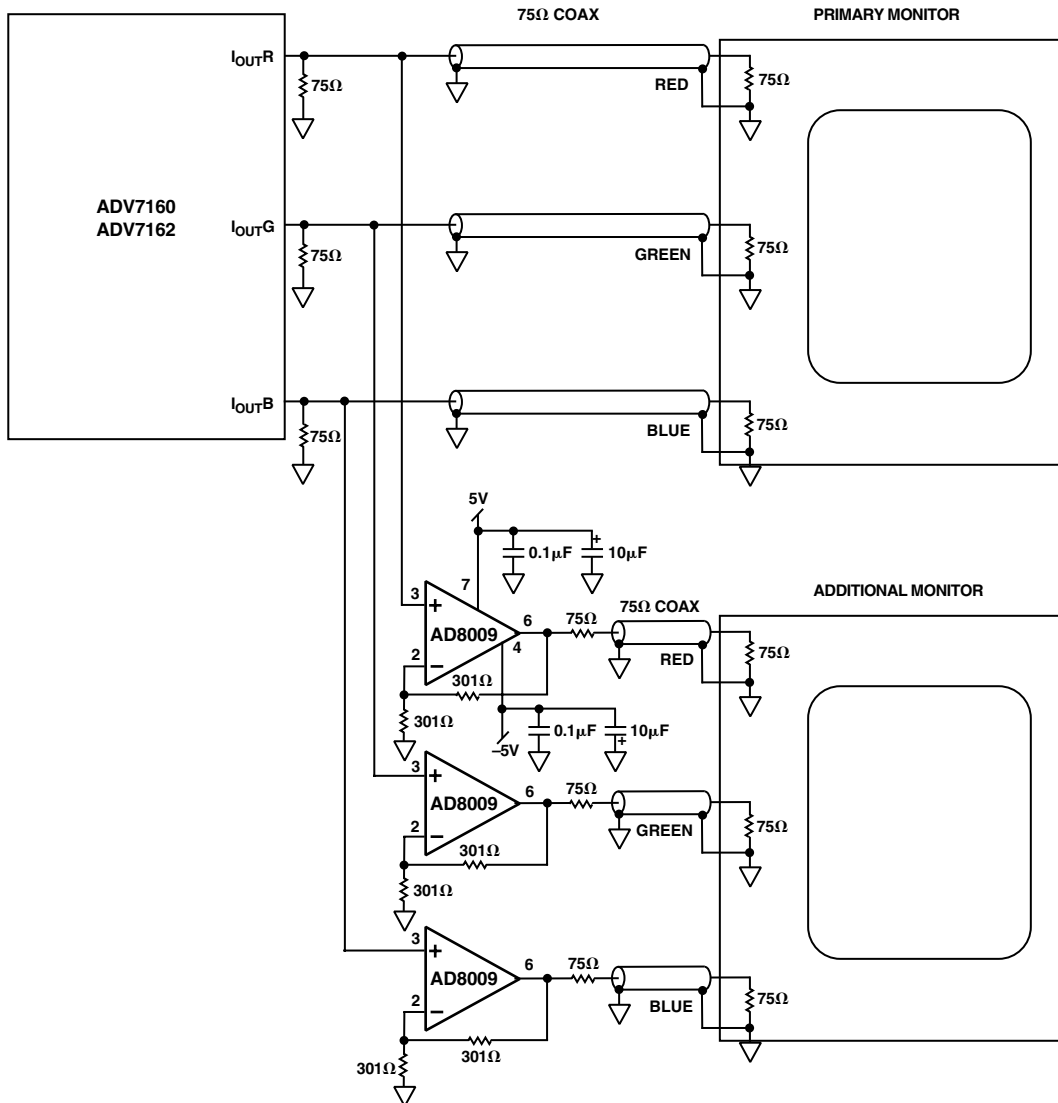 75Ω COAX
PRIMARY MONITOR
IOUTR
75Ω
RED
75Ω
ADV7160
ADV7162
IOUTG
75Ω
GREEN
75Ω
IOUTB
75Ω
BLUE
75Ω
5V
0.1μF
+
10μF
7
3
+
AD8009
6
4
2
–
301Ω
301Ω
75Ω
75Ω COAX
RED
ADDITIONAL MONITOR
75Ω
–5V
0.1μF
10μF
+
3
+
AD8009
6
2
–
301Ω
301Ω
75Ω
GREEN
75Ω
3
+
AD8009
6
2
–
301Ω
301Ω
75Ω
BLUE
75Ω